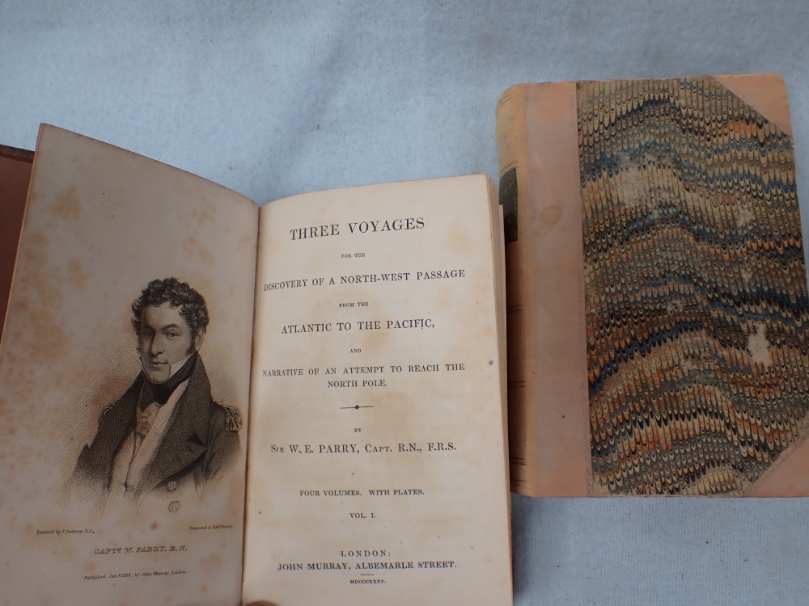 CAPTN. W. PARRY, R.N.
THREE VOYAGES
FOR THE
DISCOVERY OF A NORTH-WEST PASSAGE
FROM THE
ATLANTIC TO THE PACIFIC,
AND
NARRATIVE OF AN ATTEMPT TO REACH THE
NORTH POLE.
BY
SIR W. E. PARRY, CAPT. R.N., F.R.S.
FOUR VOLUMES. WITH PLATES.
VOL. I.
LONDON:
JOHN MURRAY, ALBEMARLE STREET.